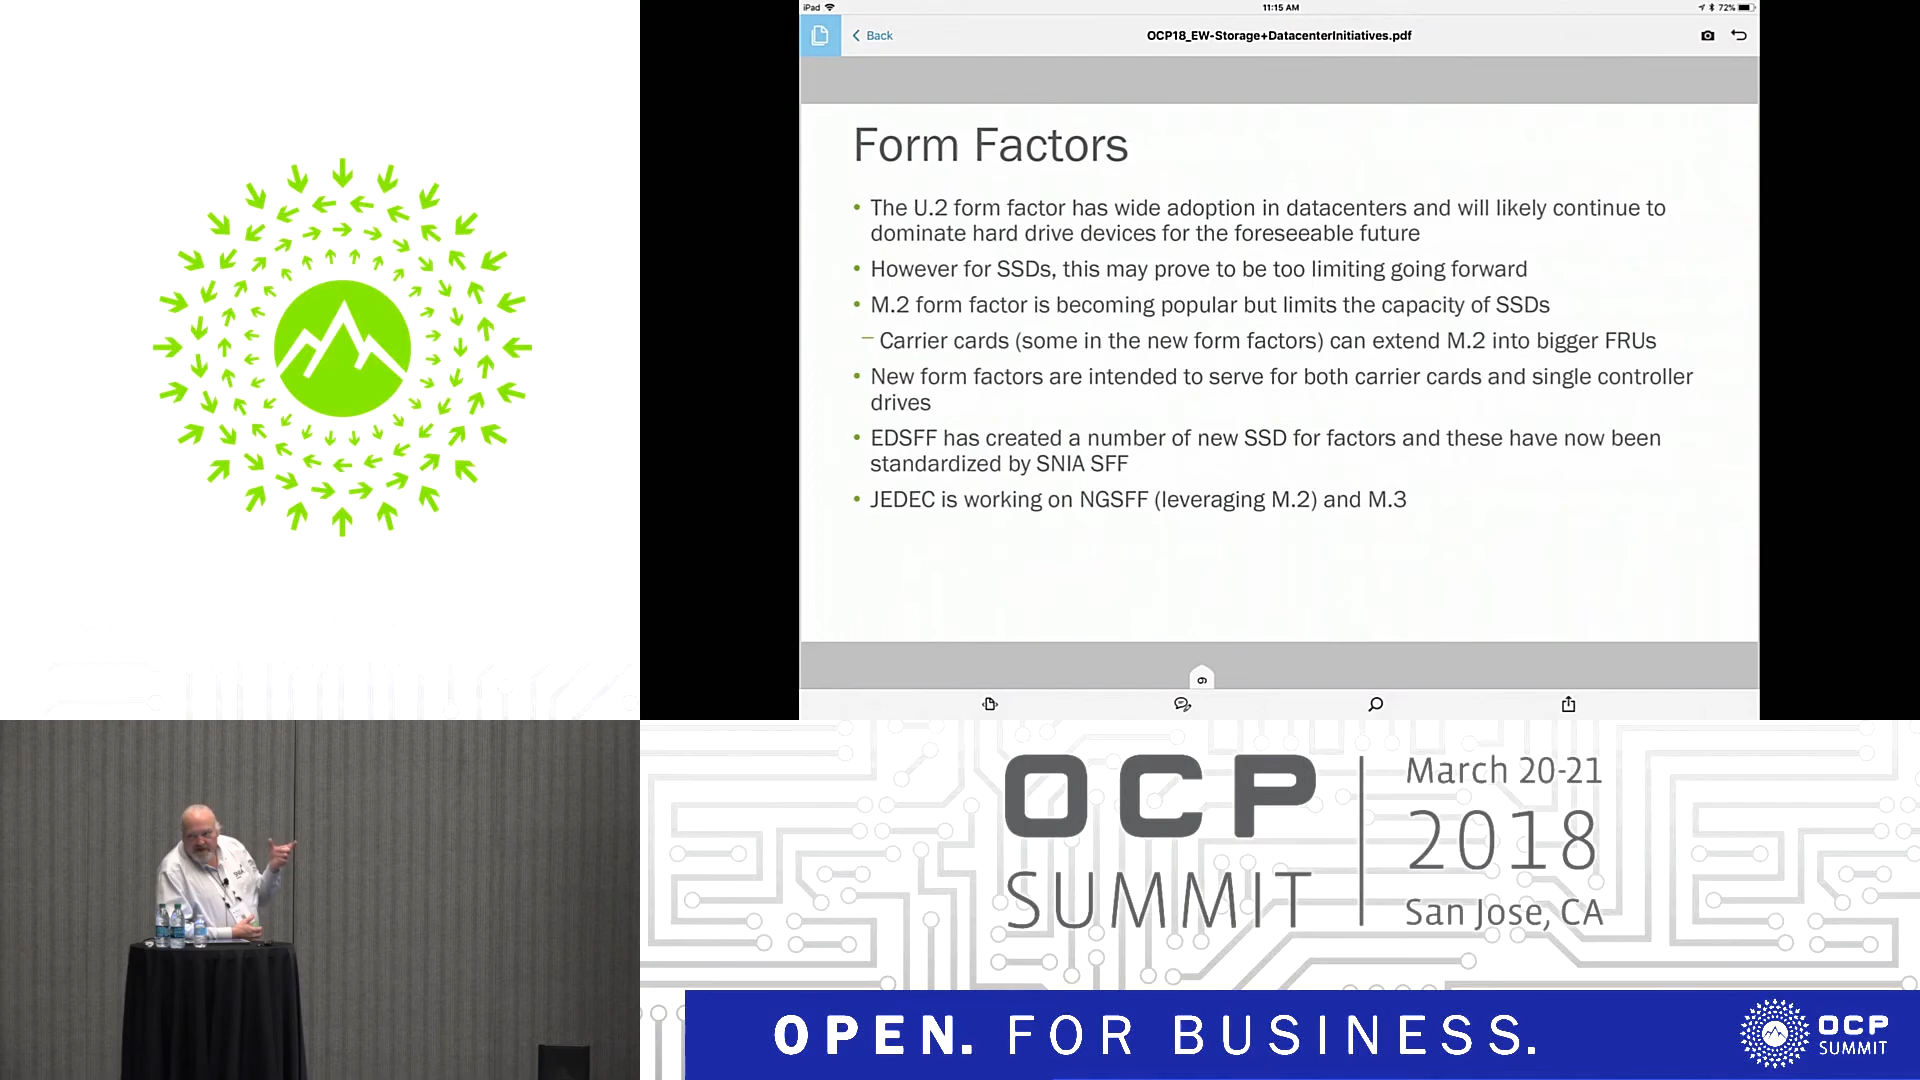 iPad
11:15 AM
72%
Back
OCP18_EW-Storage+DatacenterInitiatives.pdf
Form Factors
• The U.2 form factor has wide adoption in datacenters and will likely continue to
dominate hard drive devices for the foreseeable future
• However for SSDs, this may prove to be too limiting going forward
• M.2 form factor is becoming popular but limits the capacity of SSDs
– Carrier cards (some in the new form factors) can extend M.2 into bigger FRUs
• New form factors are intended to serve for both carrier cards and single controller
drives
• EDSFF has created a number of new SSD for factors and these have now been
standardized by SNIA SFF
• JEDEC is working on NGSFF (leveraging M.2) and M.3
9
SNIA
OCP
SUMMIT
March 20-21
2018
San Jose, CA
OPEN. FOR BUSINESS.
OCP
SUMMIT